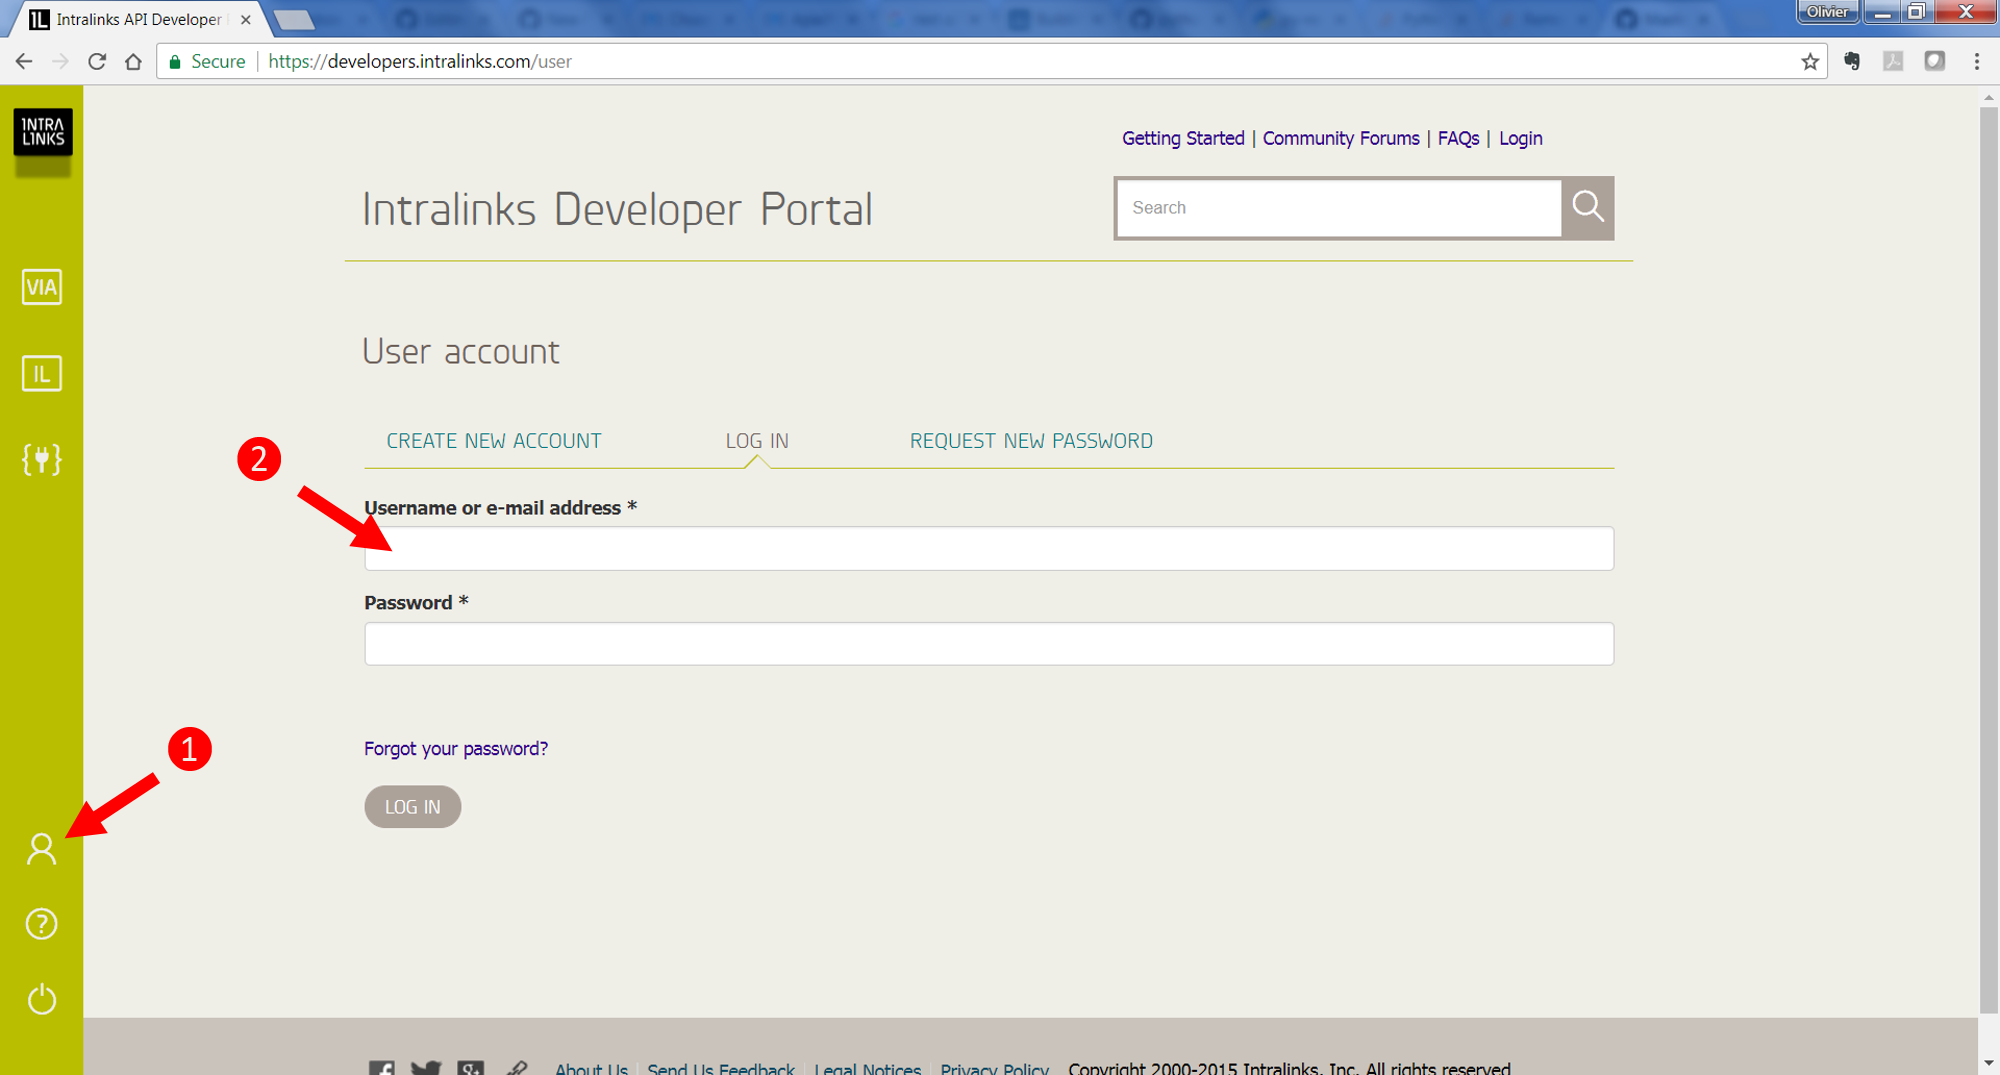 1L Intralinks API Developer
Olivier
Secure https://developers.intralinks.com/user
INTRA
LINKS
Getting Started | Community Forums | FAQs | Login
Intralinks Developer Portal
Search
VIA
User account
IL
CREATE NEW ACCOUNT LOG IN REQUEST NEW PASSWORD
2
Username or e-mail address *
Password *
1
Forgot your password?
LOG IN
?
About Us | Send Us Feedback | Legal Notices | Privacy Policy Copyright 2000-2015 Intralinks, Inc. All rights reserved